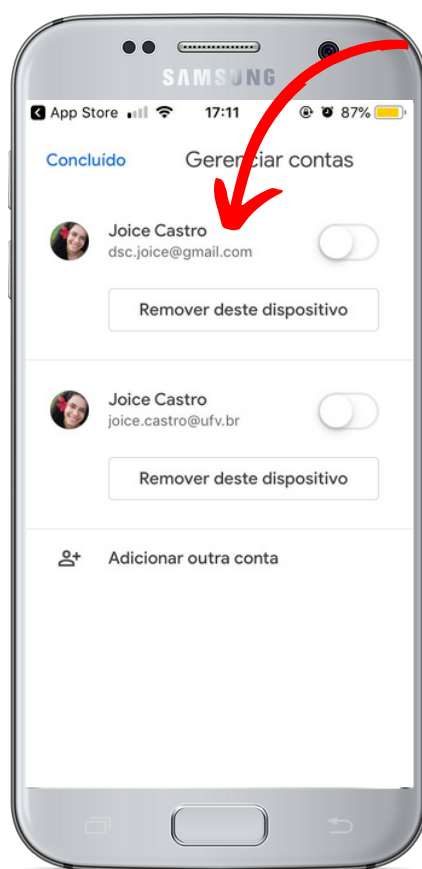 SAMSUNG
App Store 17:11 87%
Concluído Gerenciar contas
Joice Castro
dsc.joice@gmail.com
Remover deste dispositivo
Joice Castro
joice.castro@ufv.br
Remover deste dispositivo
Adicionar outra conta